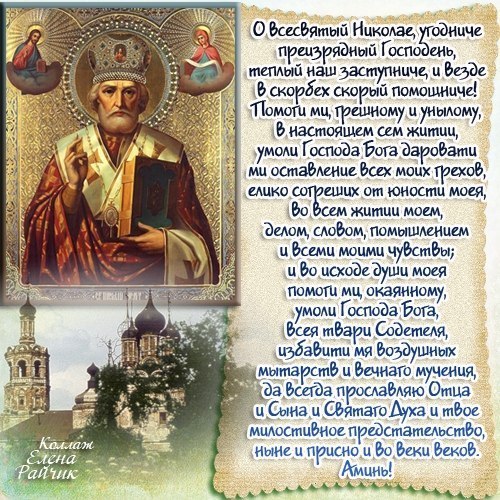 О всесвятый Николае, угодниче
преизрядный Господень,
теплый наш заступниче, и везде
в скорбех скорый помощниче!
Помоги ми, грешному и унылому,
в настоящем сем житии,
умоли Господа Бога даровати
ми оставление всех моих грехов,
елико согреших от юности моея,
во всем житии моем,
делом, словом, помышлением
и всеми моими чувствы;
и во исходе души моея
помоги ми, окаянному,
умоли Господа Бога,
всея твари Содетеля,
избавити мя воздушных
мытарств и вечнаго мучения,
да всегда прославляю Отца
и Сына и Святаго Духа и твое
милостивное предстательство,
ныне и присно и во веки веков.
Аминь!
Коллаж
Елена
Райчик